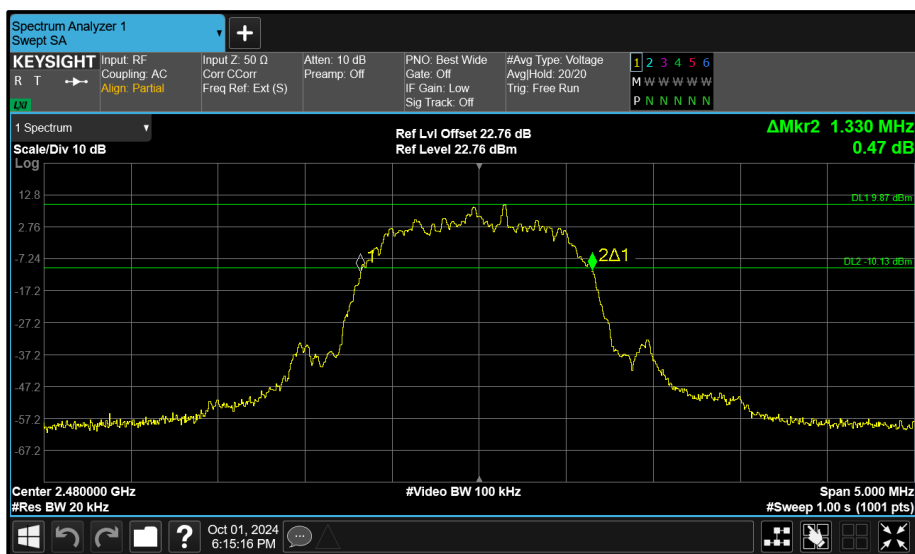 Spectrum Analyzer 1
Swept SA
KEYSIGHT
R T
LXI
Input: RF
Coupling: AC
Align: Partial
Input Z: 50 Ω
Corr CCorr
Freq Ref: Ext (S)
Atten: 10 dB
Preamp: Off
PNO: Best Wide
Gate: Off
IF Gain: Low
Sig Track: Off
#Avg Type: Voltage
Avg|Hold: 20/20
Trig: Free Run
1 2 3 4 5 6
M W W W W W
P N N N N N
1 Spectrum
Scale/Div 10 dB
Ref Lvl Offset 22.76 dB
Ref Level 22.76 dBm
ΔMkr2 1.330 MHz
0.47 dB
Log
12.8
DL1 9.87 dBm
2.76
-7.24
1
2Δ1
DL2 -10.13 dBm
-17.2
-27.2
-37.2
-47.2
-57.2
-67.2
Center 2.480000 GHz
#Video BW 100 kHz
Span 5.000 MHz
#Res BW 20 kHz
#Sweep 1.00 s (1001 pts)
?
Oct 01, 2024
6:15:16 PM